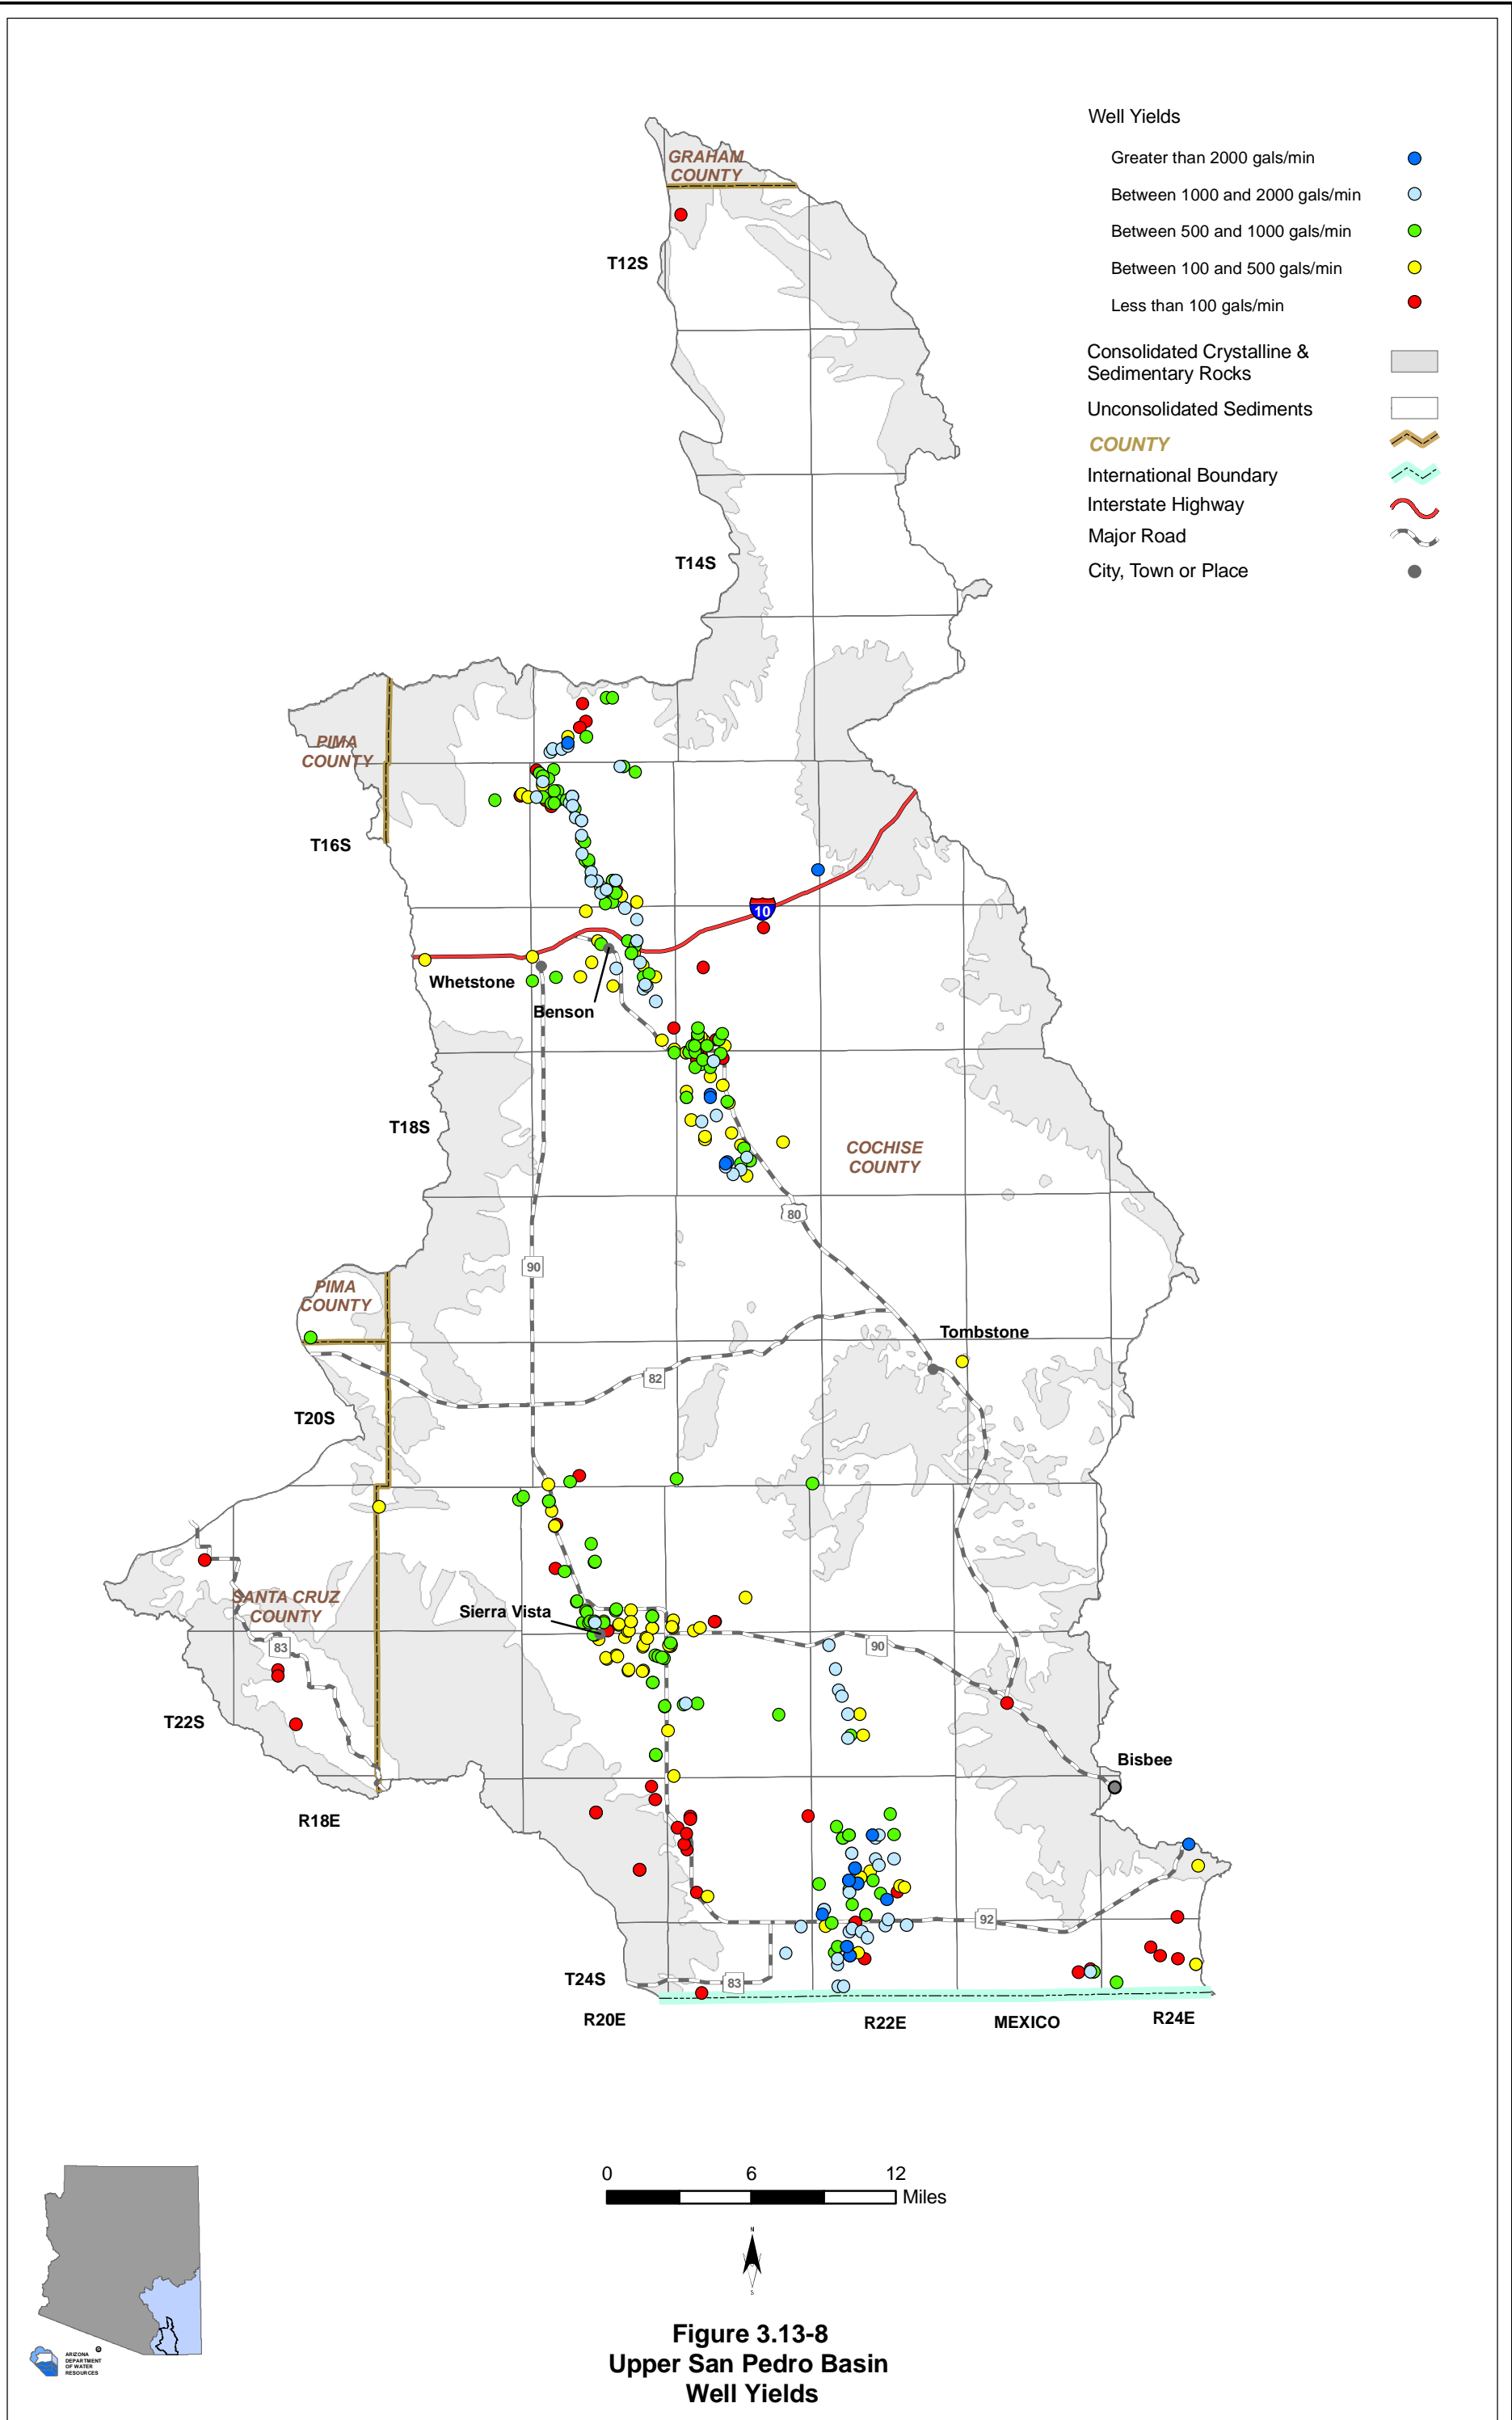 Well Yields
Greater than 2000 gals/min
Between 1000 and 2000 gals/min
Between 500 and 1000 gals/min
Between 100 and 500 gals/min
Less than 100 gals/min
Consolidated Crystalline &
Sedimentary Rocks
Unconsolidated Sediments
COUNTY
International Boundary
Interstate Highway
Major Road
City, Town or Place
GRAHAM
COUNTY
T12S
T14S
PIMA
COUNTY
T16S
10
Whetstone
Benson
T18S
COCHISE
COUNTY
80
90
PIMA
COUNTY
Tombstone
82
T20S
SANTA CRUZ
COUNTY
Sierra Vista
83
90
T22S
Bisbee
R18E
92
T24S
83
R20E
R22E
MEXICO
R24E
0 6 12
Miles
N
S
ARIZONA
DEPARTMENT
OF WATER
RESOURCES
Figure 3.13-8
Upper San Pedro Basin
Well Yields